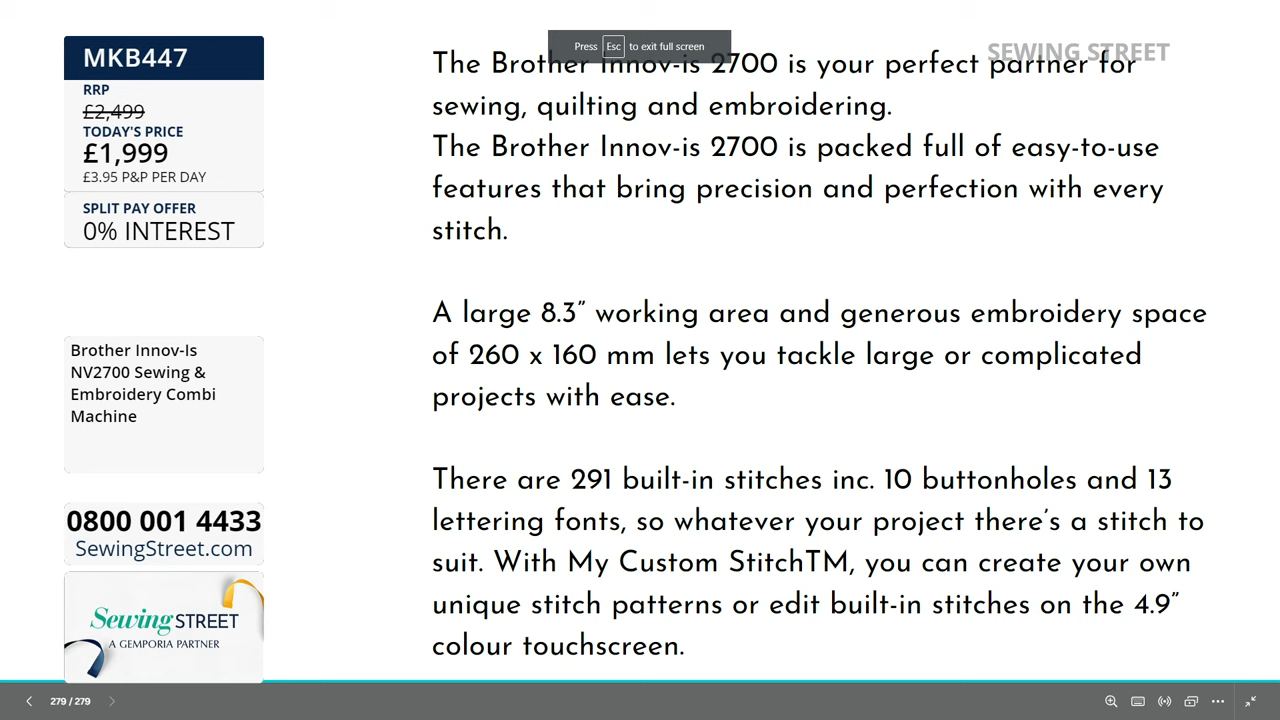 MKB447
RRP
£2,499
TODAY'S PRICE
£1,999
£3.95 P&P PER DAY
SPLIT PAY OFFER
0% INTEREST
Brother Innov-Is
NV2700 Sewing &
Embroidery Combi
Machine
0800 001 4433
SewingStreet.com
Sewing STREET
A GEMPORIA PARTNER
Press Esc to exit full screen
SEWING STREET
The Brother Innov-is 2700 is your perfect partner for
sewing, quilting and embroidering.
The Brother Innov-is 2700 is packed full of easy-to-use
features that bring precision and perfection with every
stitch.
A large 8.3” working area and generous embroidery space
of 260 x 160 mm lets you tackle large or complicated
projects with ease.
There are 291 built-in stitches inc. 10 buttonholes and 13
lettering fonts, so whatever your project there’s a stitch to
suit. With My Custom StitchTM, you can create your own
unique stitch patterns or edit built-in stitches on the 4.9”
colour touchscreen.
279 / 279